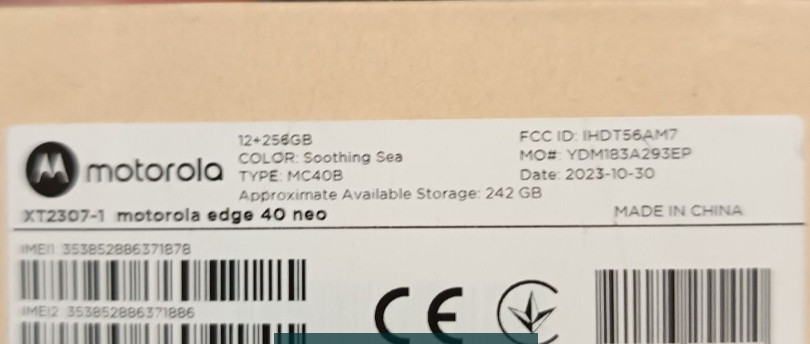 motorola
12+256GB
COLOR: Soothing Sea
TYPE: MC40B
Approximate Available Storage: 242 GB
FCC ID: IHDT56AM7
MO#: YDM183A293EP
Date: 2023-10-30
XT2307-1 motorola edge 40 neo
MADE IN CHINA
IMEI1 353852886371878
IMEI2 353852886371886
CE